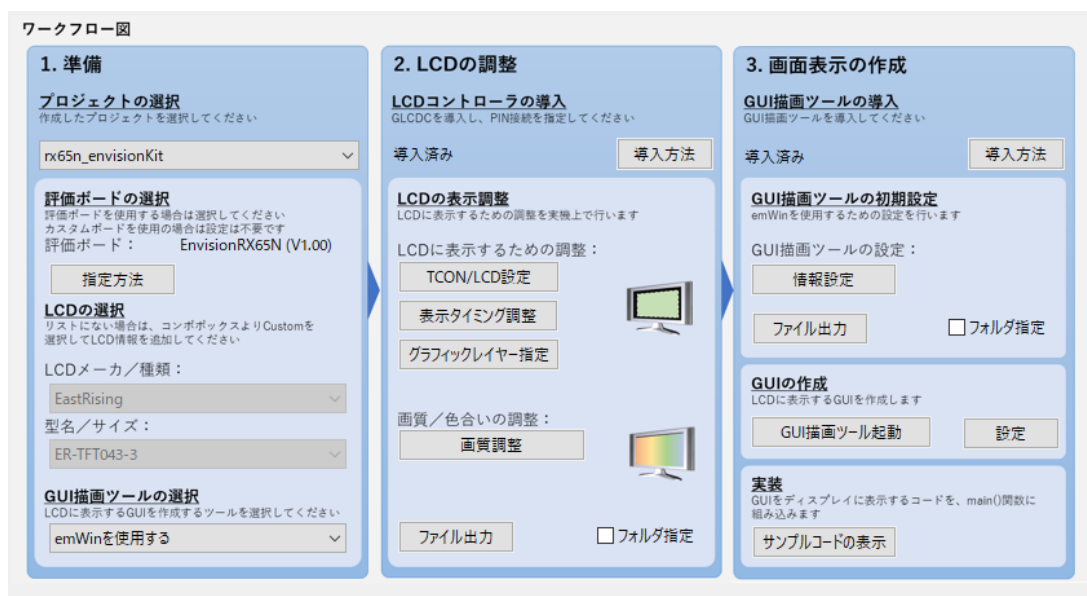 ワークフロー図
1. 準備
プロジェクトの選択
作成したプロジェクトを選択してください
rx65n_envisionKit
評価ボードの選択
評価ボードを使用する場合は選択してください
カスタムボードを使用の場合は設定は不要です
評価ボード： EnvisionRX65N (V1.00)
指定方法
LCDの選択
リストにない場合は、コンボボックスよりCustomを
選択してLCD情報を追加してください
LCDメーカ／種類：
EastRising
型名／サイズ：
ER-TFT043-3
GUI描画ツールの選択
LCDに表示するGUIを作成するツールを選択してください
emWinを使用する
2. LCDの調整
LCDコントローラの導入
GLCDCを導入し、PIN接続を指定してください
導入済み 導入方法
LCDの表示調整
LCDに表示するための調整を実機上で行います
LCDに表示するための調整：
TCON/LCD設定
表示タイミング調整
グラフィックレイヤー指定
画質／色合いの調整：
画質調整
ファイル出力 フォルダ指定
3. 画面表示の作成
GUI描画ツールの導入
GUI描画ツールを導入してください
導入済み 導入方法
GUI描画ツールの初期設定
emWinを使用するための設定を行います
GUI描画ツールの設定：
情報設定
ファイル出力 フォルダ指定
GUIの作成
LCDに表示するGUIを作成します
GUI描画ツール起動 設定
実装
GUIをディスプレイに表示するコードを、main()関数に
組み込みます
サンプルコードの表示